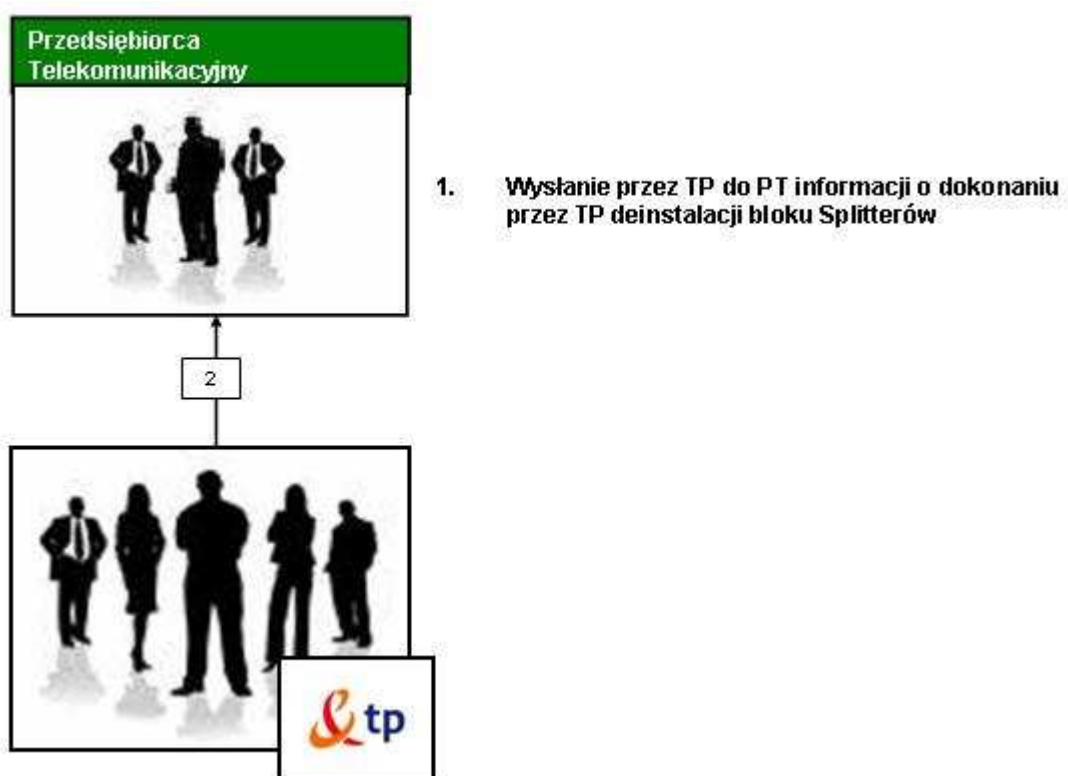 Przedsiębiorca
Telekomunikacyjny
1. Wysłanie przez TP do PT informacji o dokonaniu
przez TP deinstalacji bloku Splitterów
2
tp